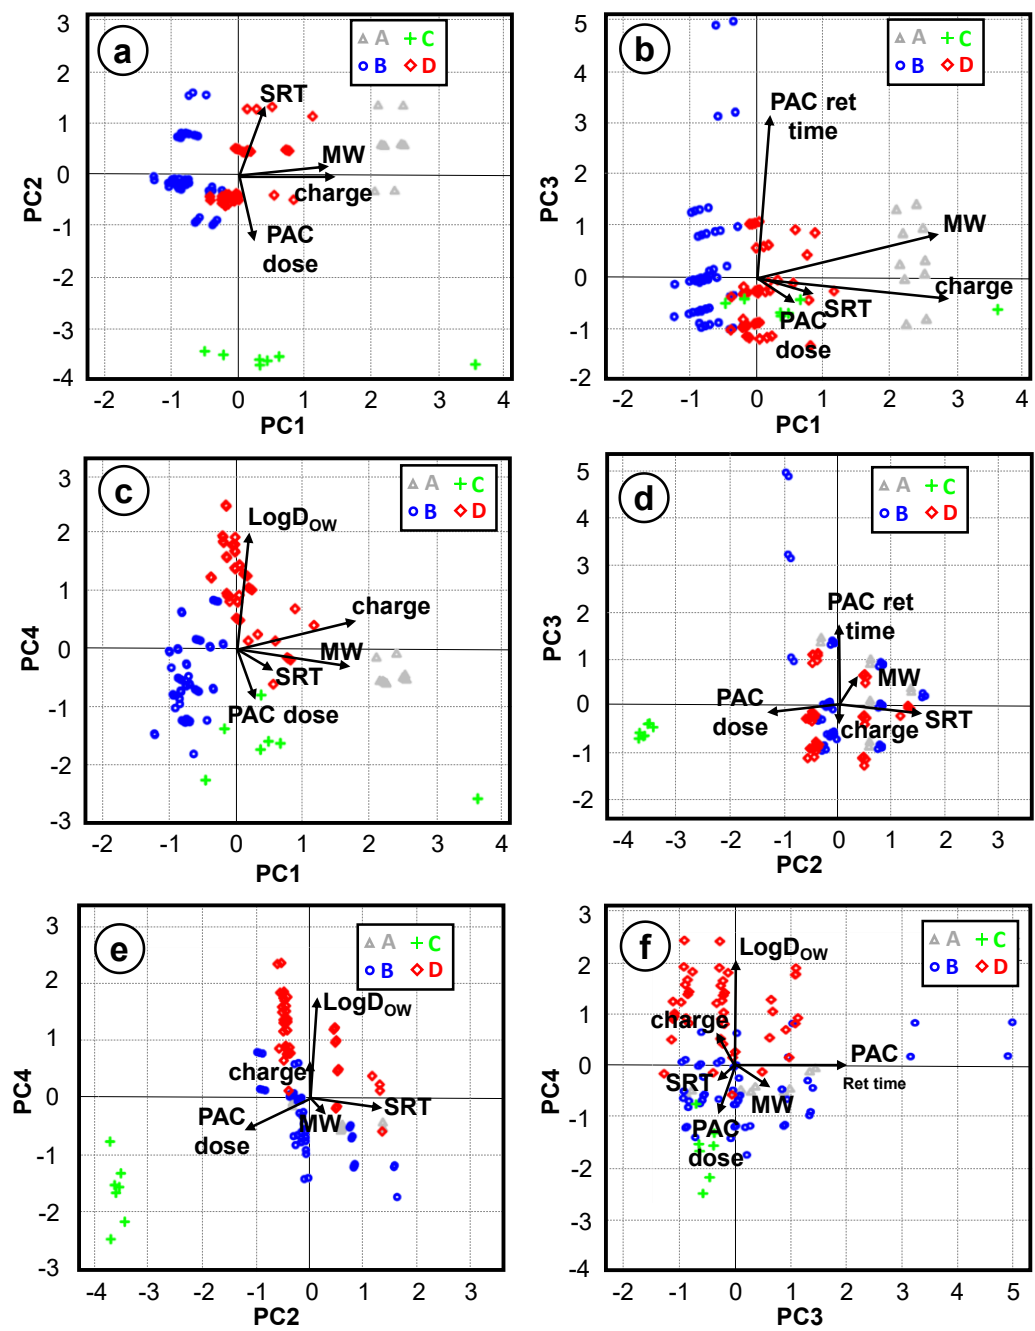 a
A C
B D
3
2
1
0
-1
-2
-3
-4
PC2
SRT
MW
charge
PAC
dose
-2 -1 0 1 2 3 4
PC1
b
A C
B D
5
4
3
2
1
0
-1
-2
PC3
PAC ret
time
MW
charge
SRT
PAC
dose
-2 -1 0 1 2 3 4
PC1
c
A C
B D
3
2
1
0
-1
-2
-3
PC4
LogDOW
charge
MW
SRT
PAC dose
-2 -1 0 1 2 3 4
PC1
d
A C
B D
5
4
3
2
1
0
-1
-2
PC3
PAC ret
time
MW
PAC
dose
SRT
charge
-4 -3 -2 -1 0 1 2 3
PC2
e
A C
B D
3
2
1
0
-1
-2
-3
PC4
LogDOW
charge
PAC
dose
MW
SRT
-4 -3 -2 -1 0 1 2 3
PC2
f
A C
B D
3
2
1
0
-1
-2
-3
-4
PC4
LogDOW
charge
PAC
Ret time
SRT
MW
PAC
dose
-2 -1 0 1 2 3 4 5
PC3